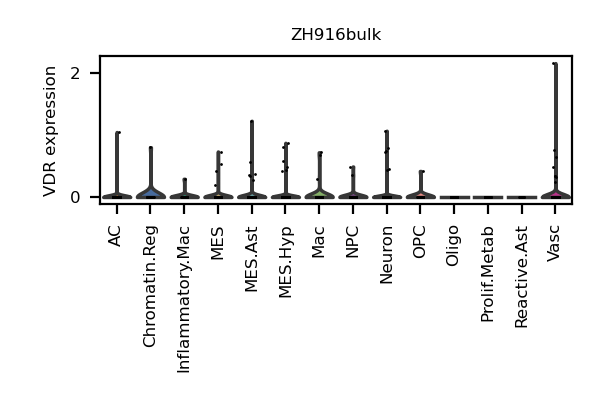 ZH916bulk
VDR expression
2
0
AC
Chromatin.Reg
Inflammatory.Mac
MES
MES.Ast
MES.Hyp
Mac
NPC
Neuron
OPC
Oligo
Prolif.Metab
Reactive.Ast
Vasc